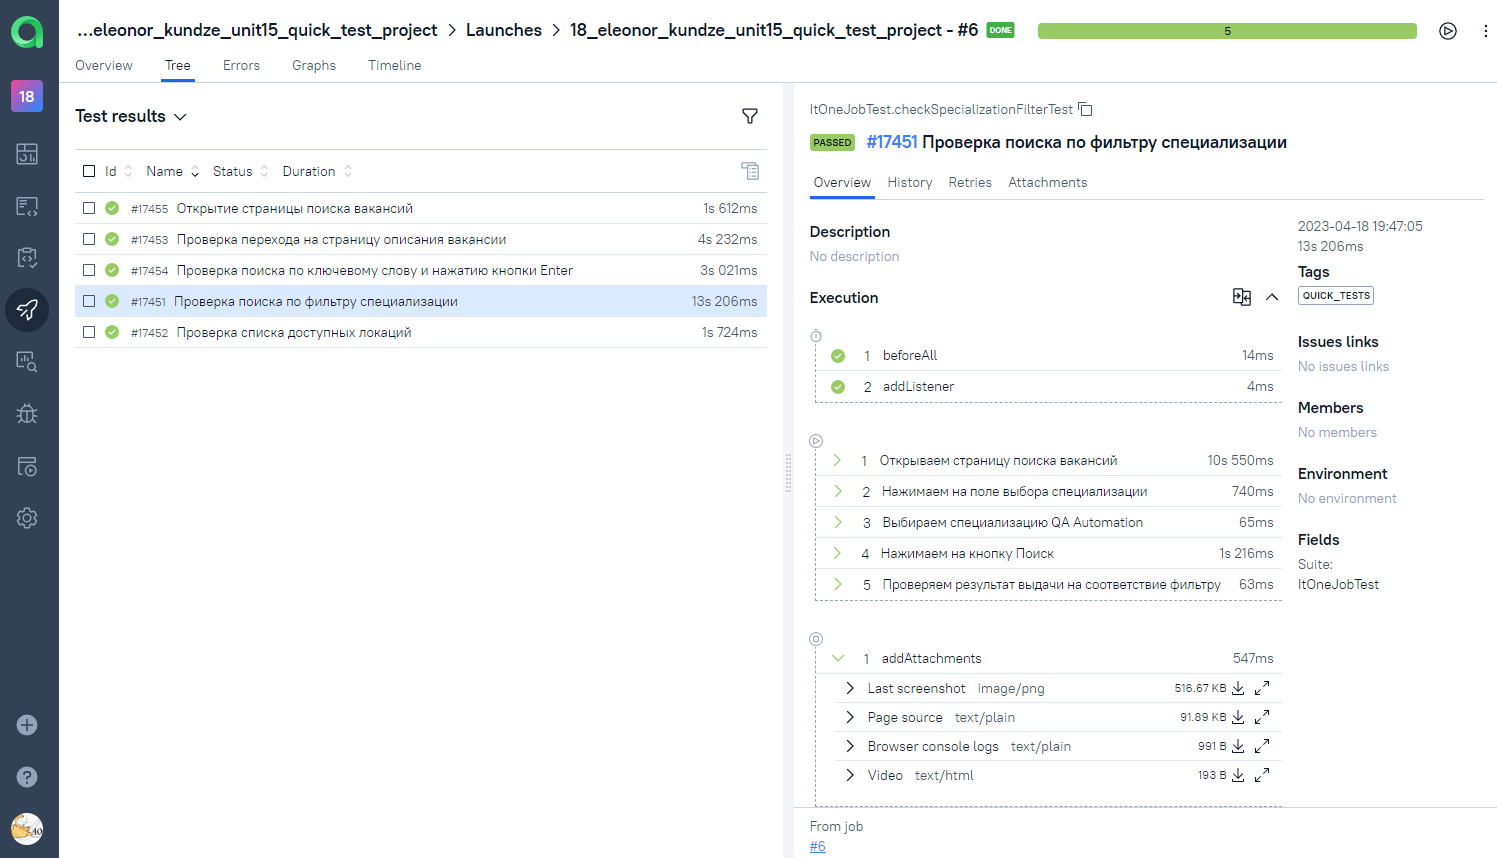 ...eleonor_kundze_unit15_quick_test_project > Launches > 18_eleonor_kundze_unit15_quick_test_project - #6 DONE 5
Overview Tree Errors Graphs Timeline
18
Test results
Id Name Status Duration
#17455 Открытие страницы поиска вакансий 1s 612ms
#17453 Проверка перехода на страницу описания вакансии 4s 232ms
#17454 Проверка поиска по ключевому слову и нажатию кнопки Enter 3s 021ms
#17451 Проверка поиска по фильтру специализации 13s 206ms
#17452 Проверка списка доступных локаций 1s 724ms
ItOneJobTest.checkSpecializationFilterTest
PASSED #17451 Проверка поиска по фильтру специализации
Overview History Retries Attachments
Description
No description
Execution
1 beforeAll 14ms
2 addListener 4ms
1 Открываем страницу поиска вакансий 10s 550ms
2 Нажимаем на поле выбора специализации 740ms
3 Выбираем специализацию QA Automation 65ms
4 Нажимаем на кнопку Поиск 1s 216ms
5 Проверяем результат выдачи на соответствие фильтру 63ms
1 addAttachments 547ms
Last screenshot image/png 516.67 KB
Page source text/plain 91.89 KB
Browser console logs text/plain 991 B
Video text/html 193 B
From job
#6
2023-04-18 19:47:05
13s 206ms
Tags
QUICK_TESTS
Issues links
No issues links
Members
No members
Environment
No environment
Fields
Suite:
ItOneJobTest
40